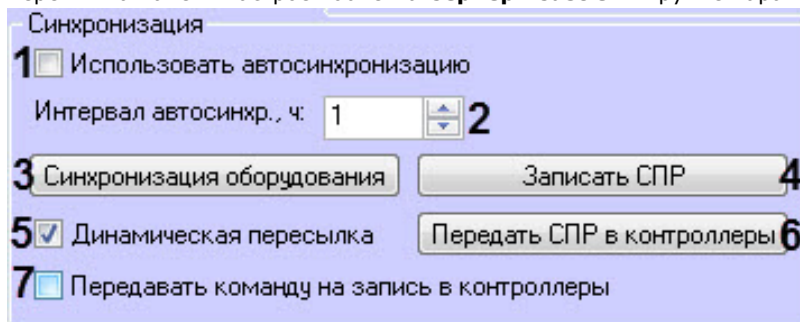 Синхронизация
1 Использовать автосинхронизацию
Интервал автосинхр., ч: 1 2
3 Синхронизация оборудования Записать СПР 4
5 Динамическая пересылка Передать СПР в контроллеры 6
7 Передавать команду на запись в контроллеры